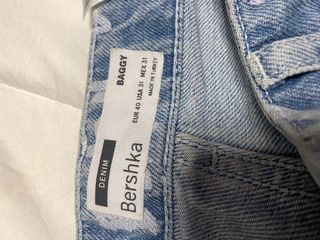 DENIM
Bershka
BAGGY
EUR 40 USA 31 MEX 31
MADE IN TURKEY